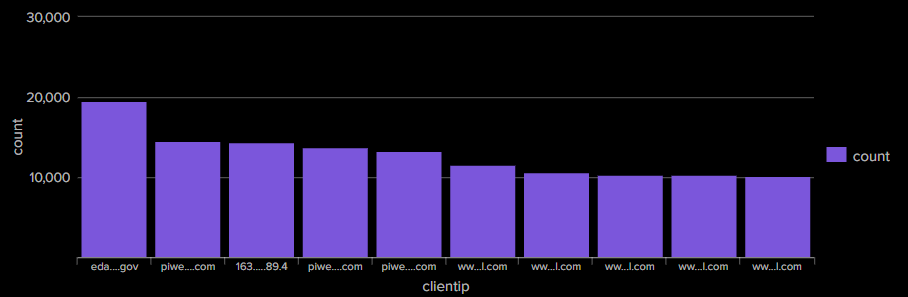 30,000
20,000
10,000
count
eda....gov
piwe....com
163.....89.4
piwe....com
piwe....com
ww...l.com
ww...l.com
ww...l.com
ww...l.com
ww...l.com
clientip
count